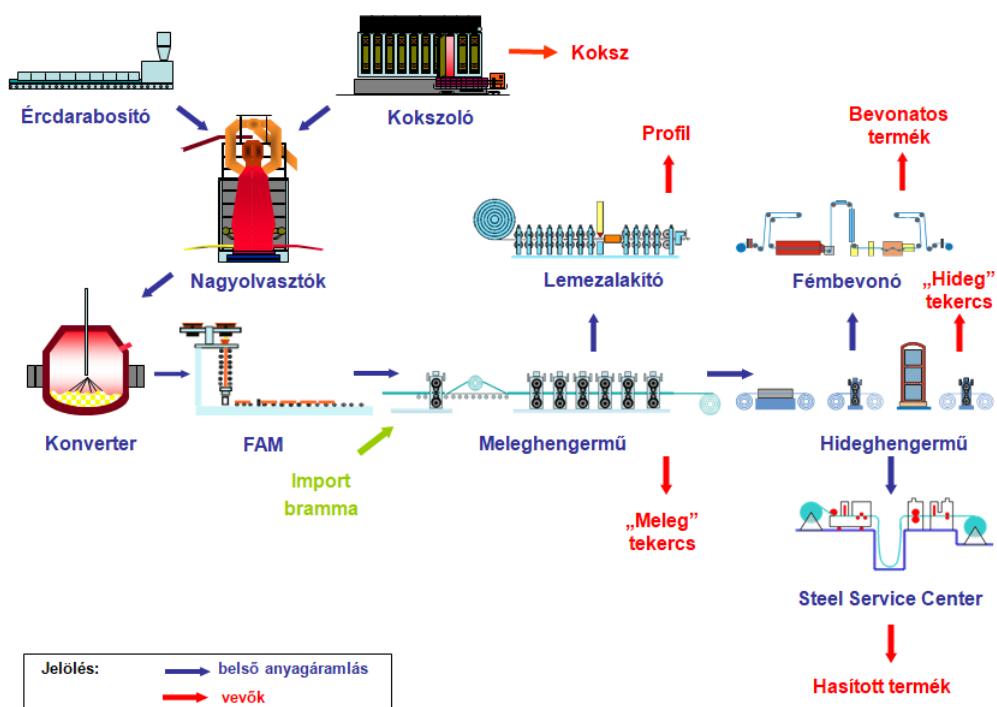 Koksz
Ércdarabosító
Kokszoló
Profil
Bevonatos
termék
Nagyolvasztók
Lemezalakító
Fémbevonó
„Hideg”
tekercs
Konverter
FAM
Meleghengermű
Hideghengermű
Import
bramma
„Meleg”
tekercs
Steel Service Center
Hasított termék
Jelölés:
belső anyagáramlás
vevők